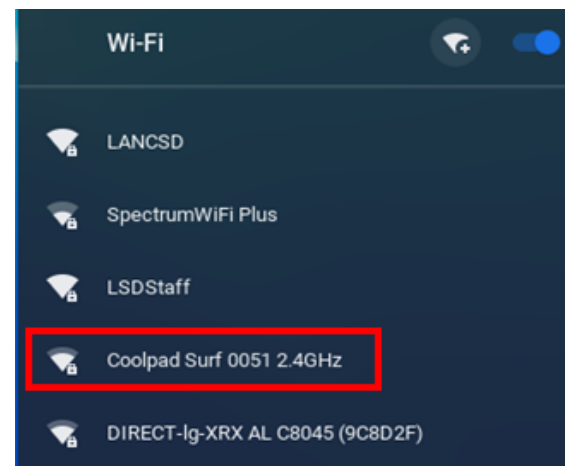 Wi-Fi
LANCSD
SpectrumWiFi Plus
LSDStaff
Coolpad Surf 0051 2.4GHz
DIRECT-lg-XRX AL C8045 (9C8D2F)